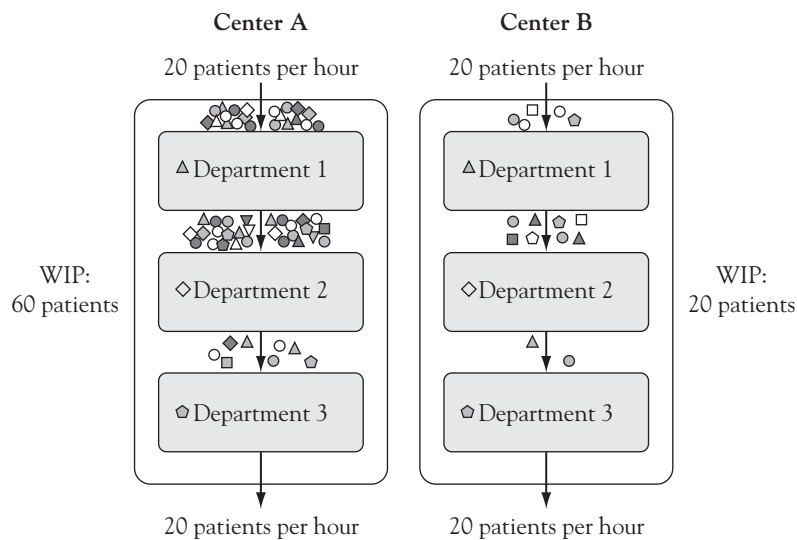 Center A
Center B
20 patients per hour
20 patients per hour
Department 1
Department 1
WIP:
60 patients
Department 2
Department 2
WIP:
20 patients
Department 3
Department 3
20 patients per hour
20 patients per hour